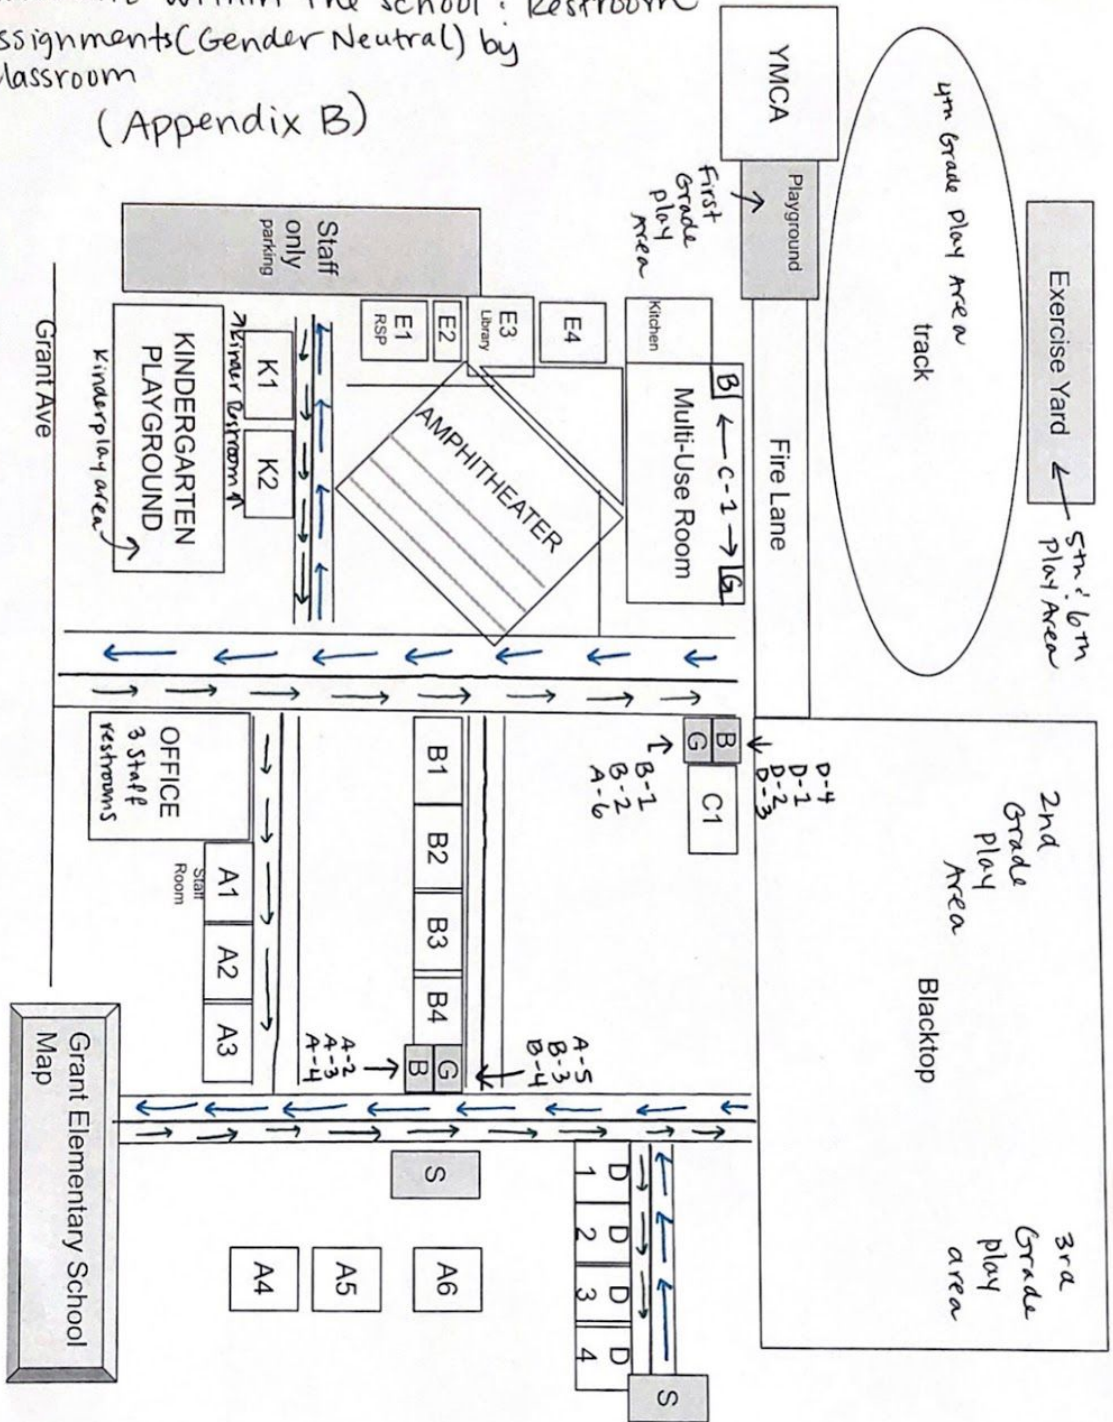 within the school: Restroom
ssignments (Gender Neutral) by
lassroom
(Appendix B)
YMCA
Playground
First
Grade
play
Area
4th Grade Play Area
track
Exercise Yard
5th & 6th
Play Area
Staff
only
parking
E1
RSP
E2
E3
Library
E4
Kitchen
Multi-Use Room
B ← C-1 → G
Fire Lane
AMPHITHEATER
K1
K2
Kinder Restroom
KINDERGARTEN
PLAYGROUND
Kinderplay area
Grant Ave
OFFICE
3 Staff
restrooms
A1
Staff
Room
A2
A3
B1
B2
B3
B4
B
G
A-2
A-3
A-4
A-5
B-3
B-4
B
G
C1
B-1
B-2
A-6
D-4
D-1
D-2
D-3
2nd
Grade
play
Area
Blacktop
3rd
Grade
play
area
S
A4
A5
A6
D
1
D
2
D
3
D
4
S
Grant Elementary School
Map